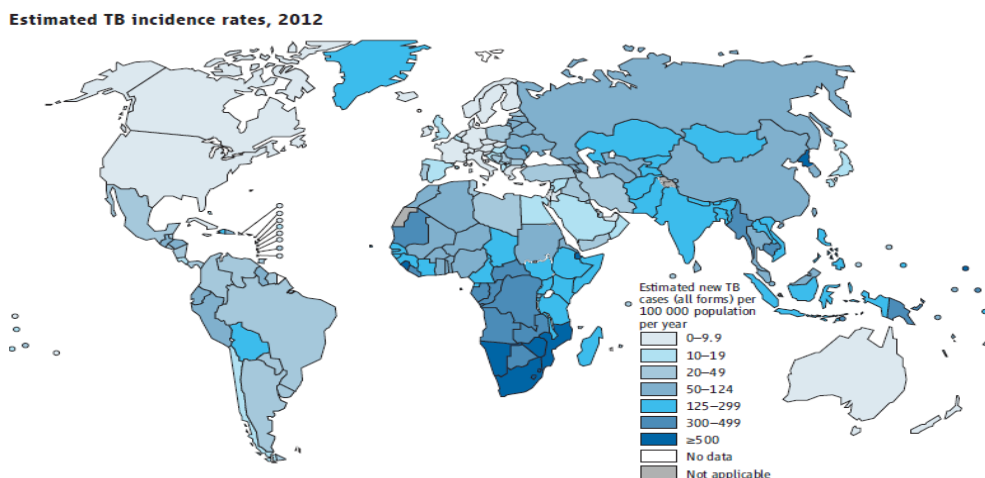 Estimated TB incidence rates, 2012
Estimated new TB
cases (all forms) per
100 000 population
per year
0–9.9
10–19
20–49
50–124
125–299
300–499
≥500
No data
Not applicable